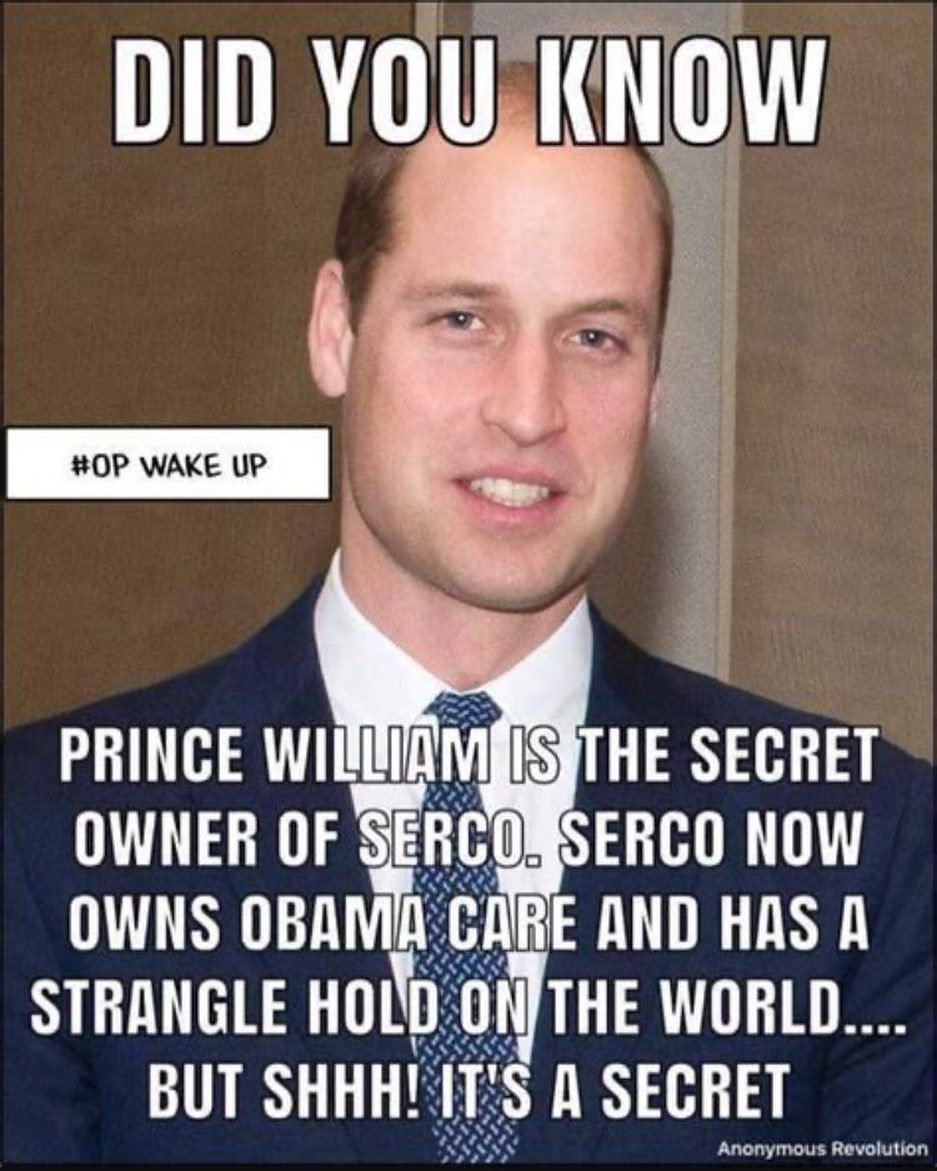 DID YOU KNOW
#OP WAKE UP
PRINCE WILLIAM IS THE SECRET
OWNER OF SERCO. SERCO NOW
OWNS OBAMA CARE AND HAS A
STRANGLE HOLD ON THE WORLD....
BUT SHHH! IT'S A SECRET
Anonymous Revolution